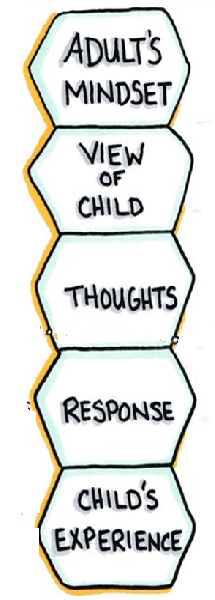 ADULT'S
MINDSET
VIEW
OF
CHILD
THOUGHTS
RESPONSE
CHILD'S
EXPERIENCE